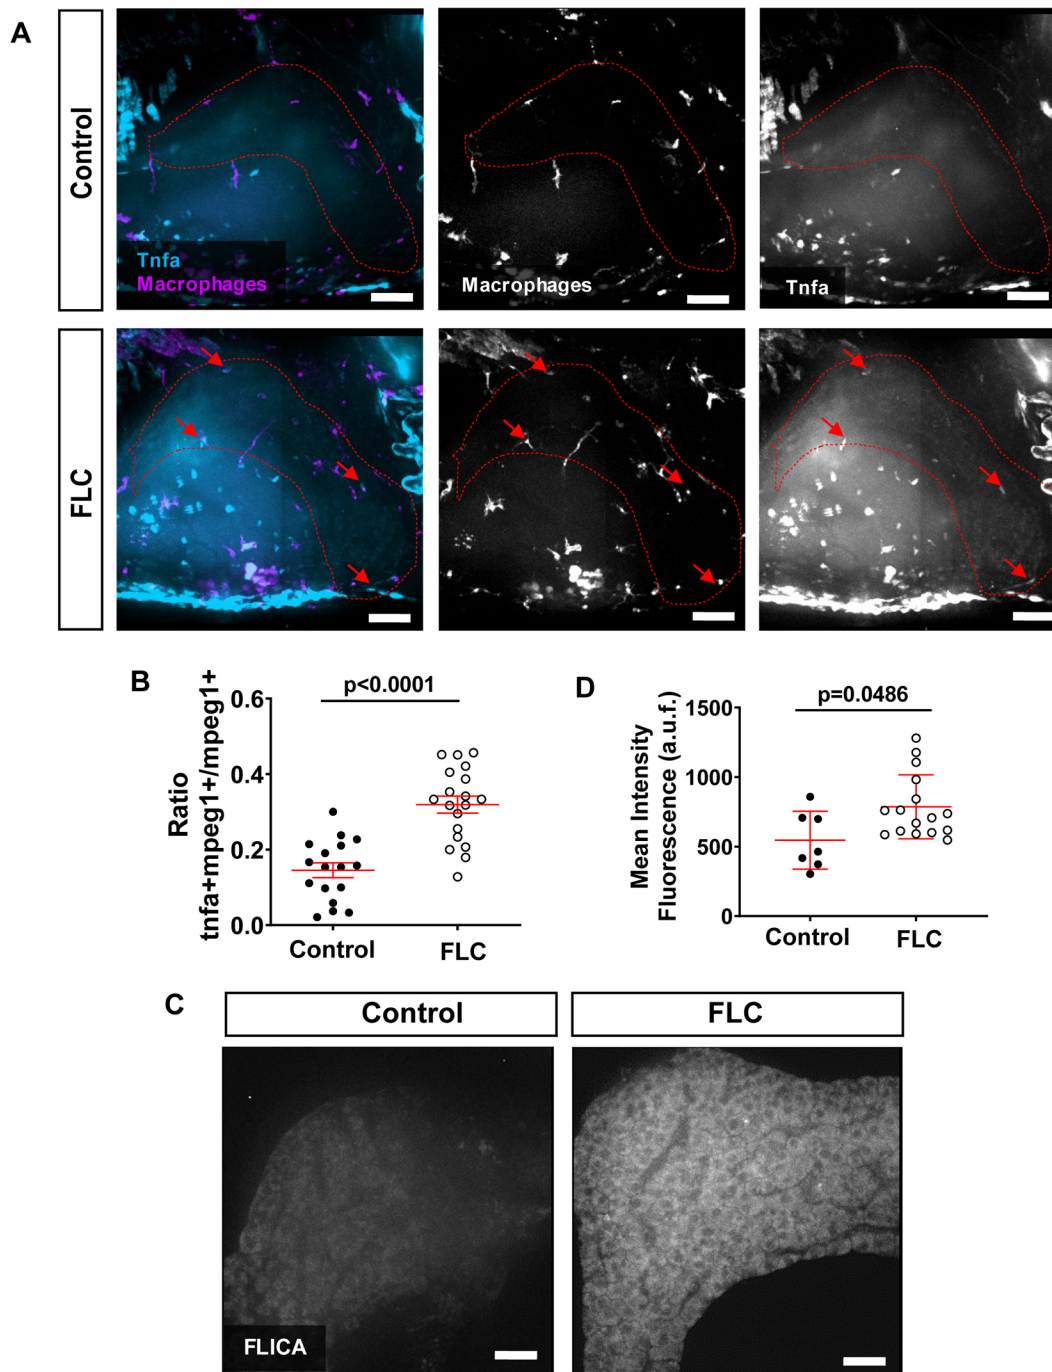 A
Control
Tnfa
Macrophages
Macrophages
Tnfa
FLC
B
p<0.0001
Ratio
tnfa+mpeg1+/mpeg1+
0.6
0.4
0.2
0.0
Control
FLC
D
p=0.0486
Mean Intensity
Fluorescence (a.u.f.)
1500
1000
500
0
Control
FLC
C
Control
FLC
FLICA